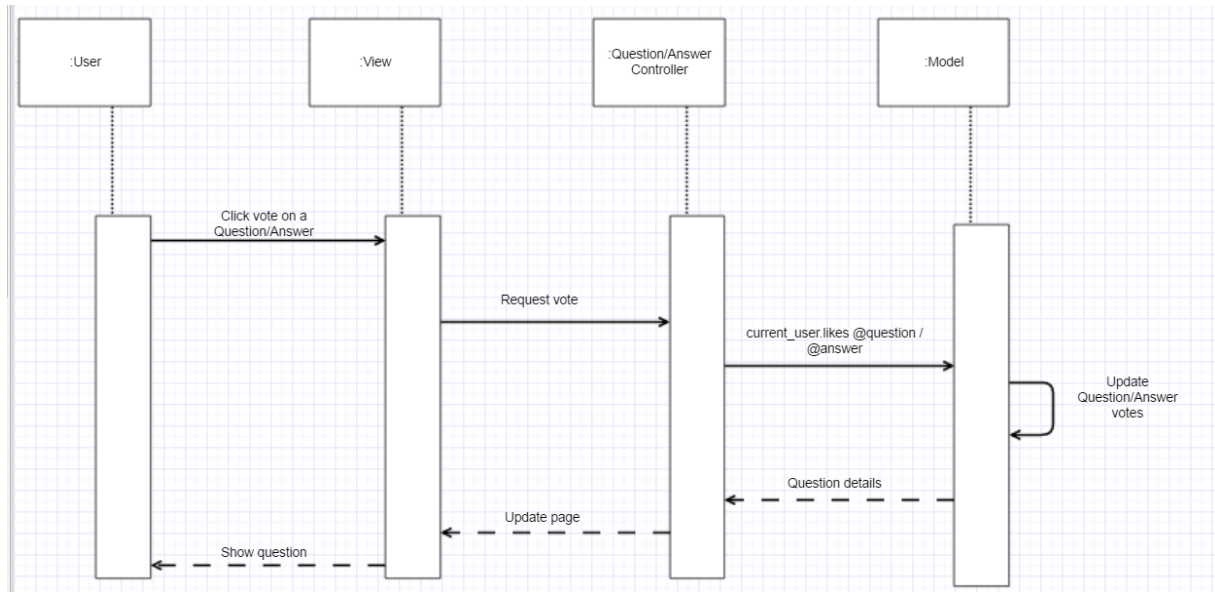 :User
:View
:Question/Answer
Controller
:Model
Click vote on a
Question/Answer
Request vote
current_user.likes @question /
@answer
Update
Question/Answer
votes
Question details
Update page
Show question